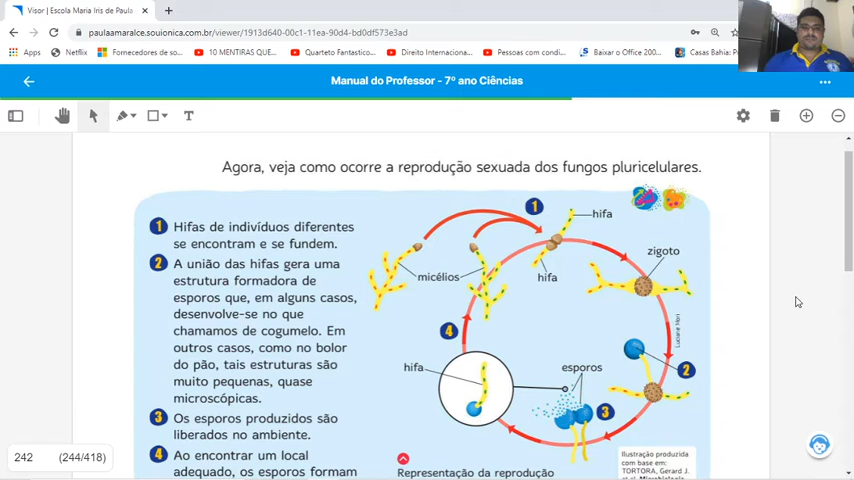 Visor | Escola Maria Iris de Paula
paulaamaralce.souionica.com.br/viewer/1913d640-00c1-11ea-90d4-bd0df573e3ad
Apps
Netflix
Fornecedores de so...
10 MENTIRAS QUE...
Quarteto Fantastico...
Direito Internaciona...
Pessoas com condi...
Baixar o Office 200...
Casas Bahia: P
Manual do Professor - 7º ano Ciências
T
Agora, veja como ocorre a reprodução sexuada dos fungos pluricelulares.
1 Hifas de indivíduos diferentes
se encontram e se fundem.
2 A união das hifas gera uma
estrutura formadora de
esporos que, em alguns casos,
desenvolve-se no que
chamamos de cogumelo. Em
outros casos, como no bolor
do pão, tais estruturas são
muito pequenas, quase
microscópicas.
3 Os esporos produzidos são
liberados no ambiente.
4 Ao encontrar um local
adequado, os esporos formam
1
hifa
zigoto
micélios
hifa
Luciane Mori
4
hifa
esporos
2
3
Representação da reprodução
Ilustração produzida
com base em:
TORTORA, Gerard J.
242 (244/418)